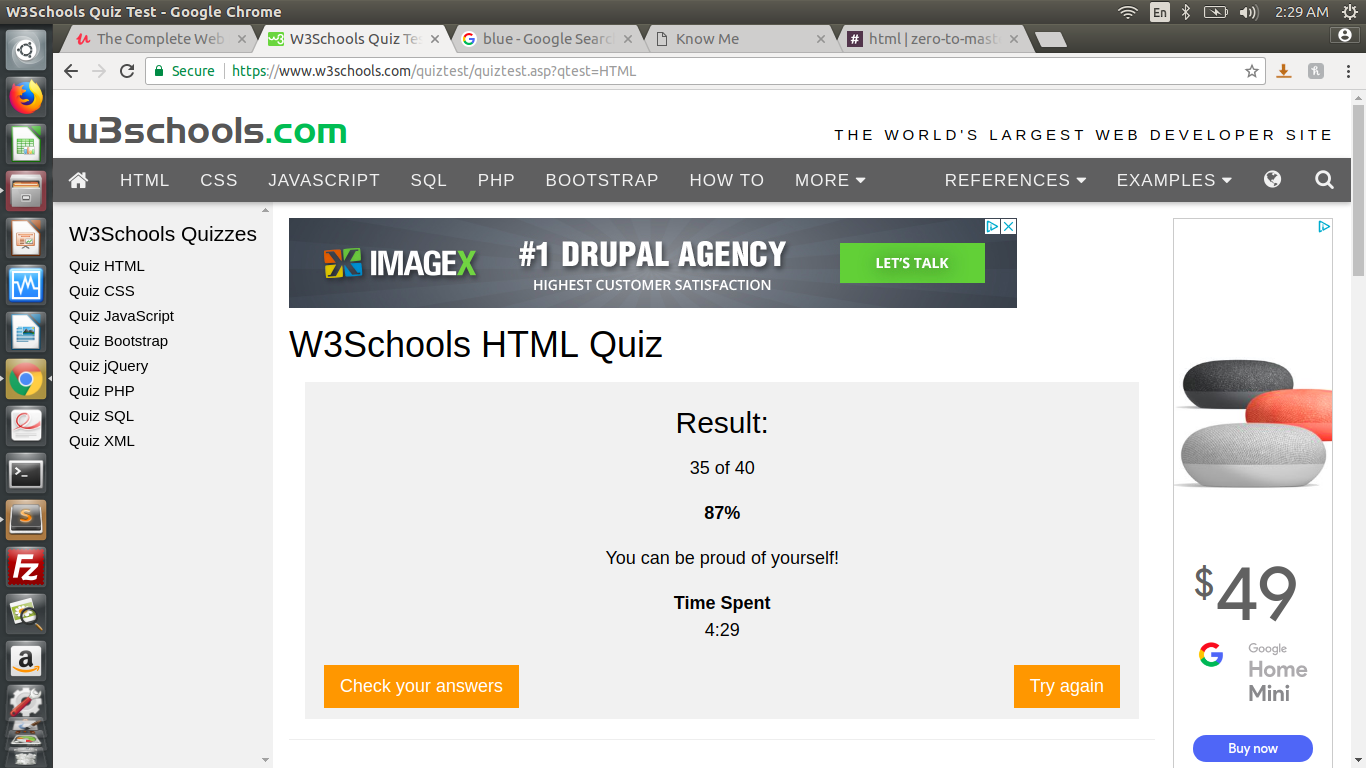 W3Schools Quiz Test - Google Chrome
En
2:29 AM
The Complete Web
W3Schools Quiz Te
blue - Google Searc
Know Me
html | zero-to-mast
Secure
https://www.w3schools.com/quiztest/quiztest.asp?qtest=HTML
w3schools.com
THE WORLD'S LARGEST WEB DEVELOPER SITE
HTML CSS JAVASCRIPT SQL PHP BOOTSTRAP HOW TO MORE REFERENCES EXAMPLES
W3Schools Quizzes
Quiz HTML
Quiz CSS
Quiz JavaScript
Quiz Bootstrap
Quiz jQuery
Quiz PHP
Quiz SQL
Quiz XML
IMAGEX
#1 DRUPAL AGENCY
HIGHEST CUSTOMER SATISFACTION
LET'S TALK
W3Schools HTML Quiz
Result:
35 of 40
87%
You can be proud of yourself!
Time Spent
4:29
Check your answers
Try again
$49
Google
Home
Mini
Buy now